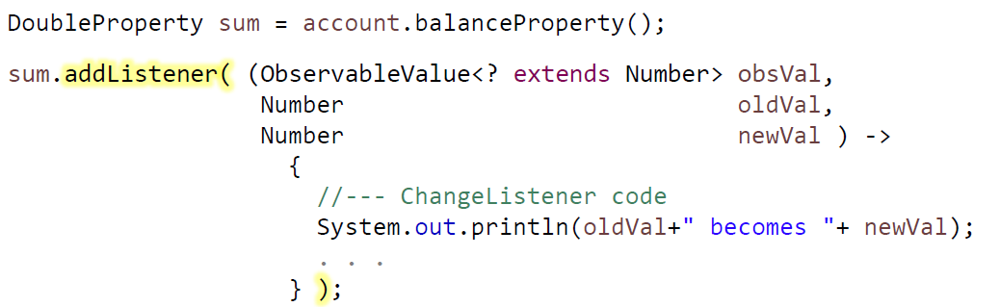 DoubleProperty sum = account.balanceProperty();
sum.addListener( (ObservableValue<? extends Number> obsVal,
Number oldVal,
Number newVal ) ->
{
//--- ChangeListener code
System.out.println(oldVal+" becomes "+ newVal);
. . .
} );